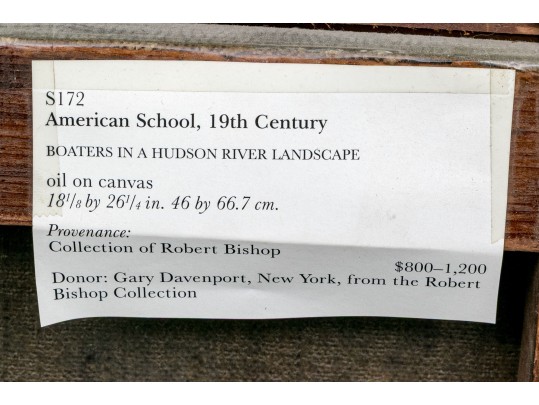 S172
American School, 19th Century
BOATERS IN A HUDSON RIVER LANDSCAPE
oil on canvas
18 1/8 by 26 1/4 in. 46 by 66.7 cm.
Provenance:
Collection of Robert Bishop
$800–1,200
Donor: Gary Davenport, New York, from the Robert
Bishop Collection